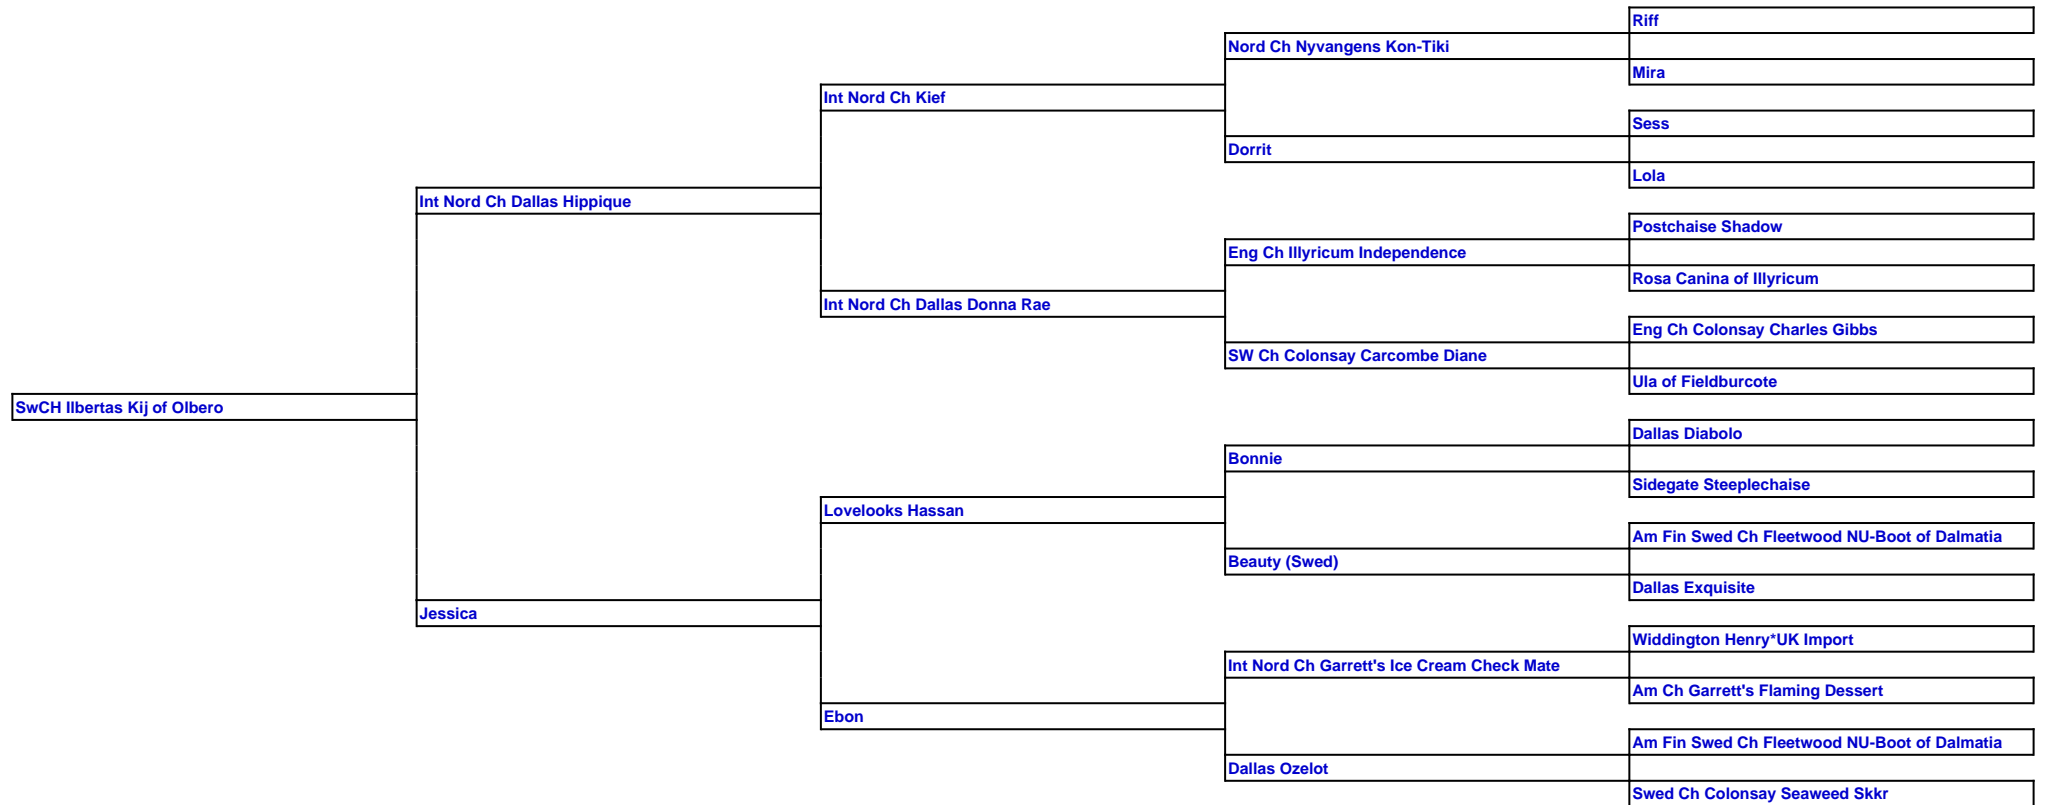 Riff
Nord Ch Nyvangens Kon-Tiki
Mira
Int Nord Ch Kief
Sess
Dorrit
Lola
Int Nord Ch Dallas Hippique
Postchaise Shadow
Eng Ch Illyricum Independence
Rosa Canina of Illyricum
Int Nord Ch Dallas Donna Rae
Eng Ch Colonsay Charles Gibbs
SW Ch Colonsay Carcombe Diane
Ula of Fieldburcote
SwCH Ilbertas Kij of Olbero
Dallas Diabolo
Bonnie
Sidegate Steeplechaise
Lovelooks Hassan
Am Fin Swed Ch Fleetwood NU-Boot of Dalmatia
Beauty (Swed)
Dallas Exquisite
Jessica
Widdington Henry*UK Import
Int Nord Ch Garrett's Ice Cream Check Mate
Am Ch Garrett's Flaming Dessert
Ebon
Am Fin Swed Ch Fleetwood NU-Boot of Dalmatia
Dallas Ozelot
Swed Ch Colonsay Seaweed Skkr